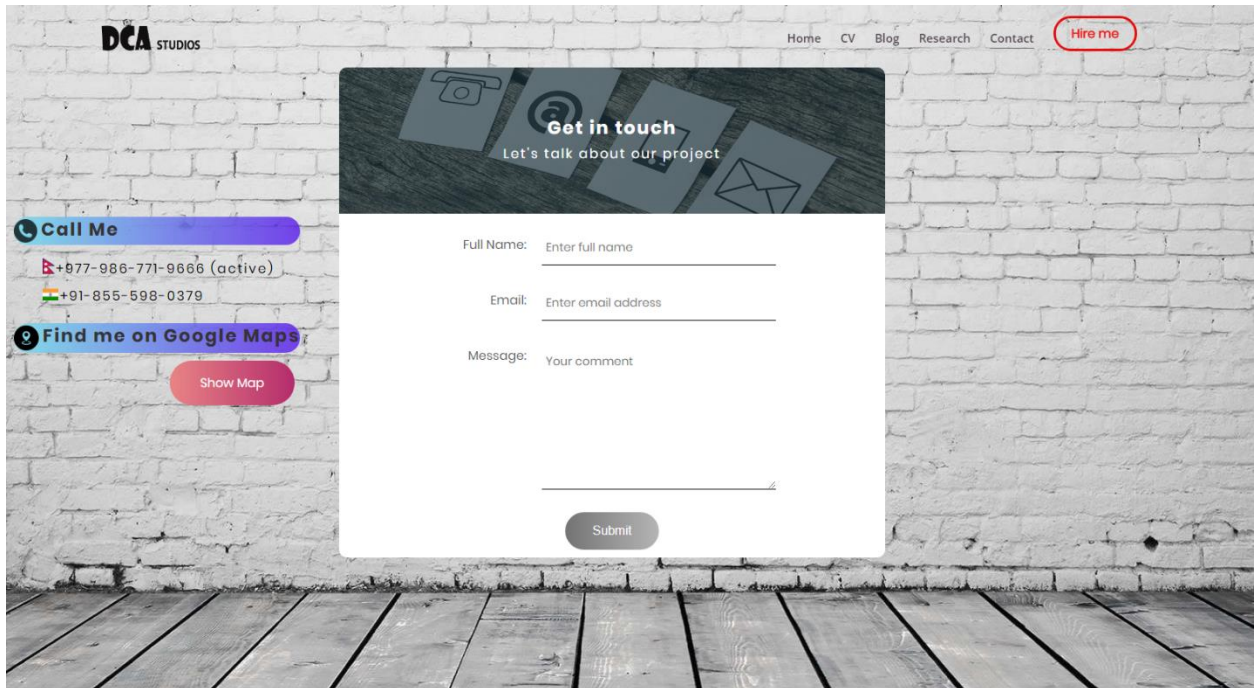 DCA STUDIOS
Home CV Blog Research Contact Hire me
Get in touch
Let's talk about our project
Call Me
+977-986-771-9666 (active)
+91-855-598-0379
Find me on Google Maps
Show Map
Full Name: Enter full name
Email: Enter email address
Message: Your comment
Submit